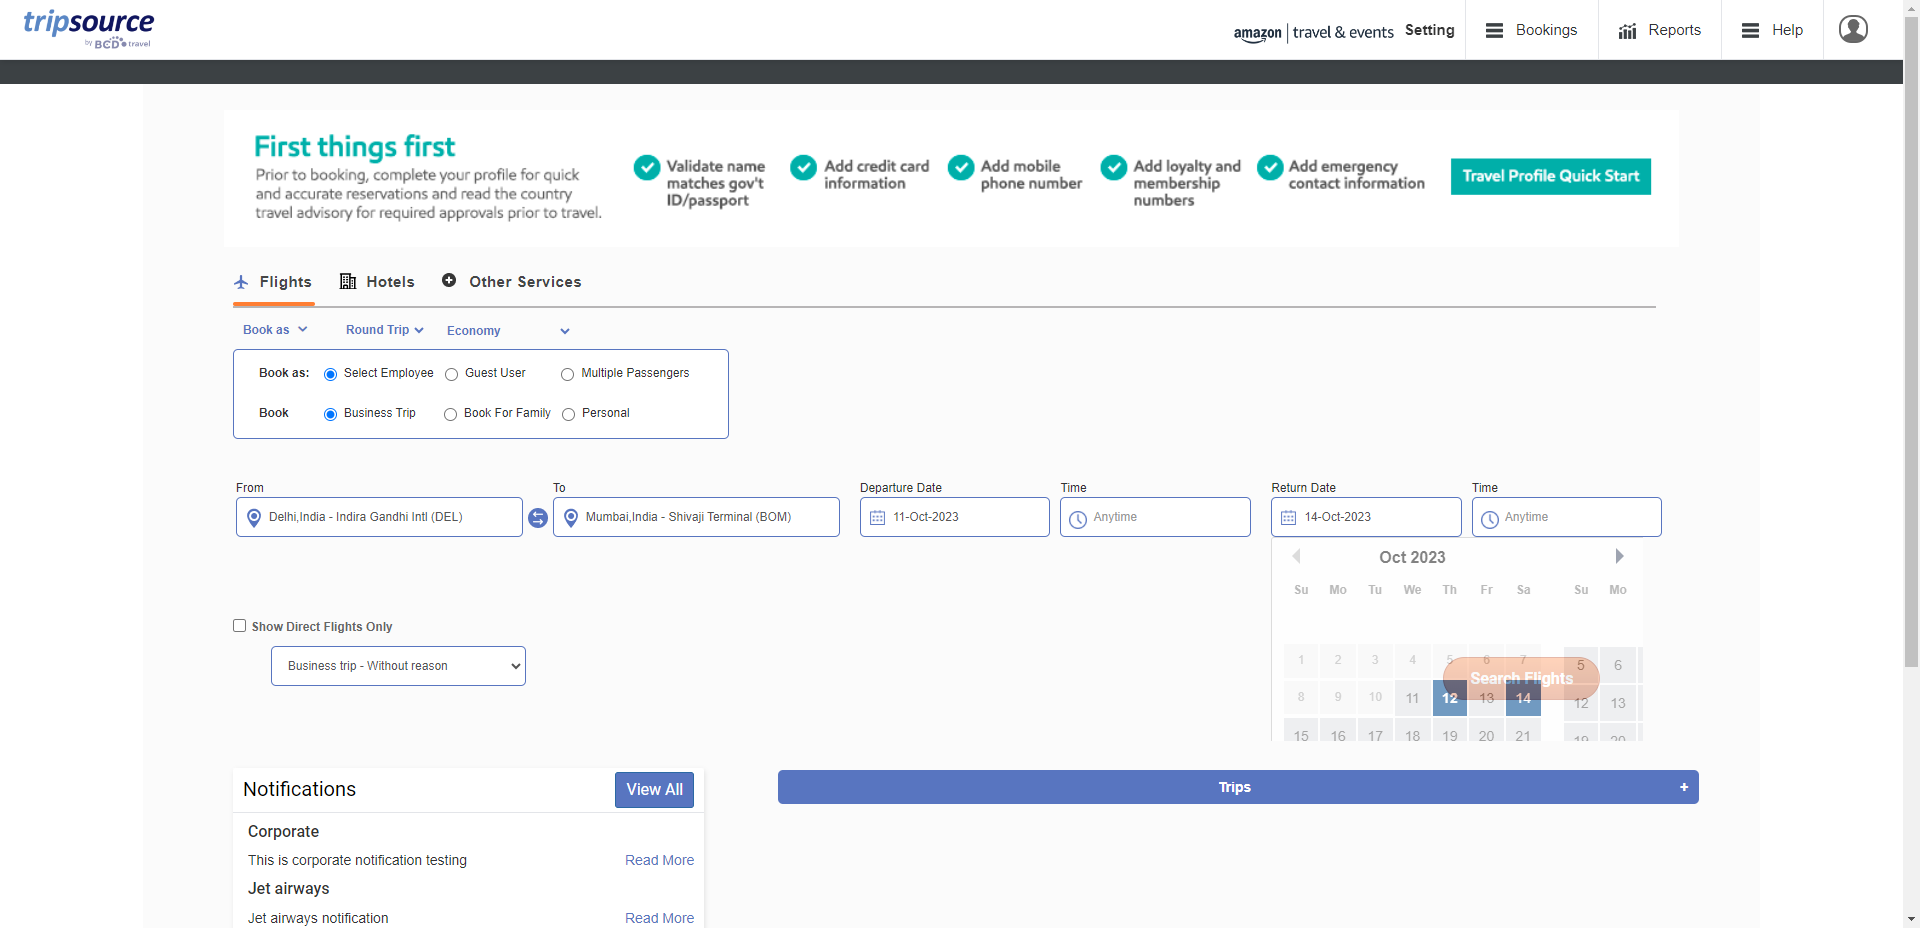 tripsource
by BCD travel
amazon | travel & events
Setting
Bookings
Reports
Help
First things first
Prior to booking, complete your profile for quick
and accurate reservations and read the country
travel advisory for required approvals prior to travel.
Validate name
matches gov't
ID/passport
Add credit card
information
Add mobile
phone number
Add loyalty and
membership
numbers
Add emergency
contact information
Travel Profile Quick Start
Flights
Hotels
Other Services
Book as
Round Trip
Economy
Book as:
Select Employee
Guest User
Multiple Passengers
Book
Business Trip
Book For Family
Personal
From
To
Departure Date
Time
Return Date
Time
Delhi,India - Indira Gandhi Intl (DEL)
Mumbai,India - Shivaji Terminal (BOM)
11-Oct-2023
Anytime
14-Oct-2023
Anytime
Oct 2023
Su Mo Tu We Th Fr Sa Su Mo
1 2 3 4 5 6 7 5 6
Search Flights
8 9 10 11 12 13 14 12 13
15 16 17 18 19 20 21 19 20
Show Direct Flights Only
Business trip - Without reason
Notifications
View All
Trips +
Corporate
This is corporate notification testing
Read More
Jet airways
Jet airways notification
Read More